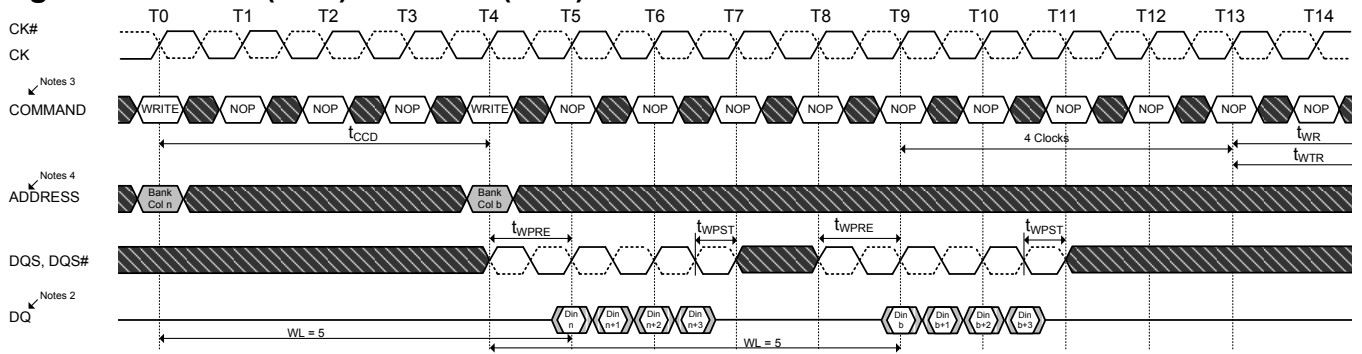 T0 T1 T2 T3 T4 T5 T6 T7 T8 T9 T10 T11 T12 T13 T14
CK#
CK
Notes 3
COMMAND
WRITE NOP NOP NOP WRITE NOP NOP NOP NOP NOP NOP NOP NOP NOP NOP
tCCD
4 Clocks
tWR
tWTR
Notes 4
ADDRESS
Bank Bank
Col n Col b
tWPRE tWPST tWPRE tWPST
DQS, DQS#
Notes 2
DQ
Din Din Din Din Din Din Din Din
n n+1 n+2 n+3 b b+1 b+2 b+3
WL = 5
WL = 5